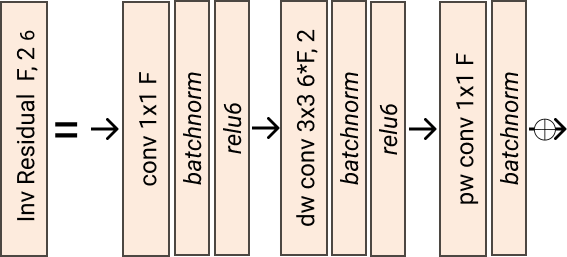 Inv Residual F, 2 6
=
conv 1x1 F
batchnorm
relu6
dw conv 3x3 6*F, 2
batchnorm
relu6
pw conv 1x1 F
batchnorm